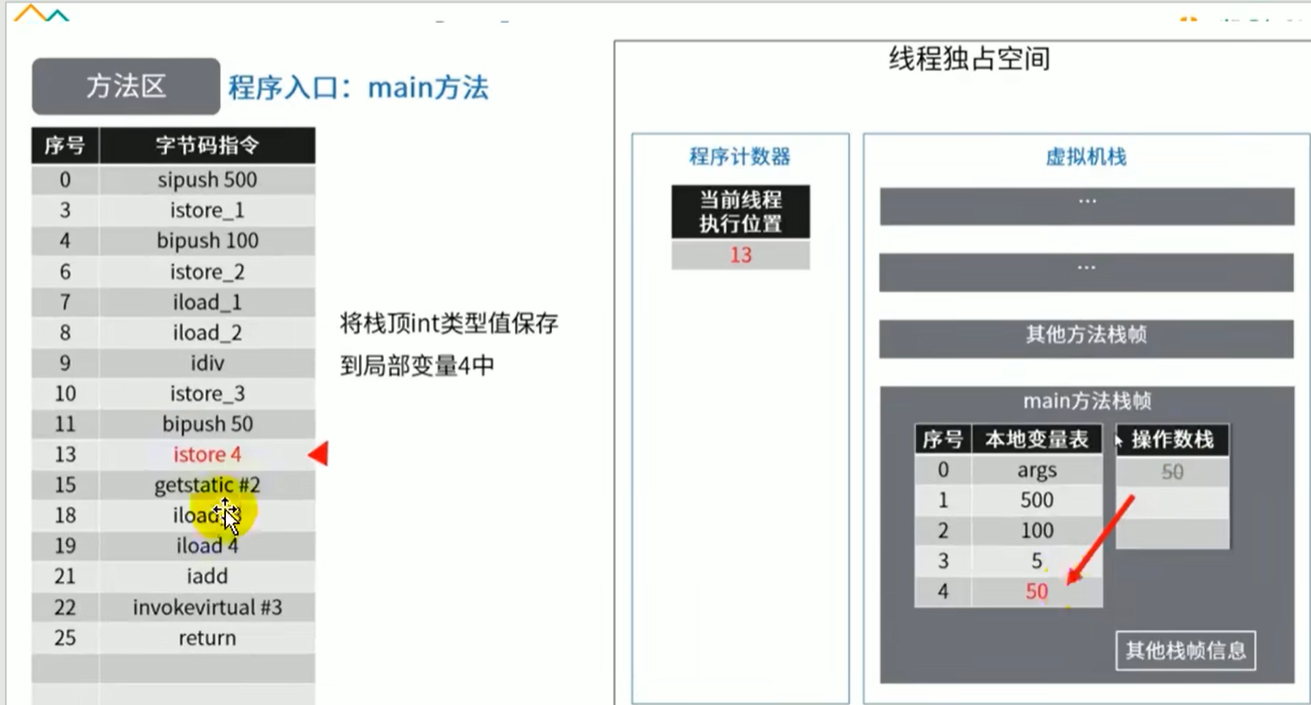 方法区 程序入口：main方法
序号 字节码指令
0 sipush 500
3 istore_1
4 bipush 100
6 istore_2
7 iload_1
8 iload_2
9 idiv
10 istore_3
11 bipush 50
13 istore 4
15 getstatic #2
18 iload_3
19 iload 4
21 iadd
22 invokevirtual #3
25 return
将栈顶int类型值保存
到局部变量4中
线程独占空间
程序计数器
当前线程
执行位置
13
虚拟机栈
...
...
其他方法栈帧
main方法栈帧
序号 本地变量表
0 args
1 500
2 100
3 5
4 50
操作数栈
50
其他栈帧信息